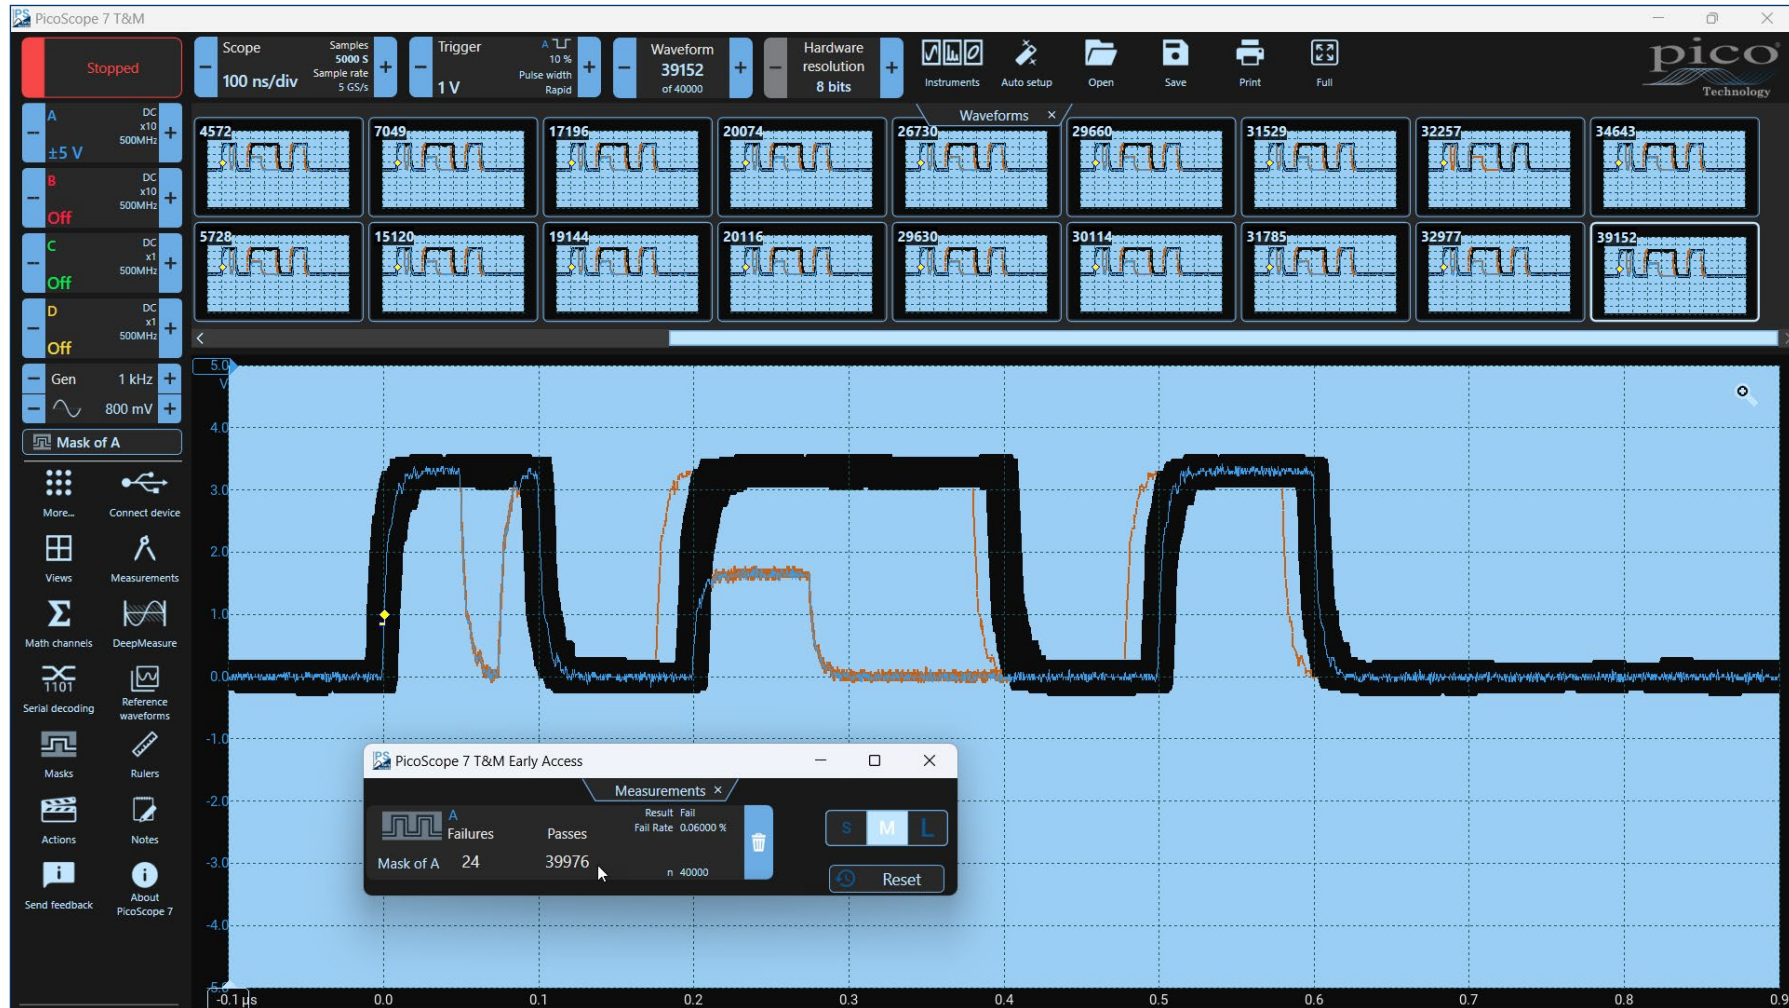 PicoScope 7 T&M
Stopped
Scope
100 ns/div
Samples
5000 S
Sample rate
5 GS/s
Trigger
1 V
A
10 %
Pulse width
Rapid
Waveform
39152
of 40000
Hardware
resolution
8 bits
Instruments
Auto setup
Open
Save
Print
Full
pico
Technology
A
DC
x10
500MHz
±5 V
B
DC
x10
500MHz
Off
C
DC
x1
500MHz
Off
D
DC
x1
500MHz
Off
Gen
1 kHz
800 mV
Mask of A
More...
Connect device
Views
Measurements
Math channels
DeepMeasure
1101
Serial decoding
Reference
waveforms
Masks
Rulers
Actions
Notes
Send feedback
About
PicoScope 7
Waveforms ×
4572
7049
17196
20074
26730
29660
31529
32257
34643
5728
15120
19144
20116
29630
30114
31785
32977
39152
5.0
V
4.0
3.0
2.0
1.0
0.0
-1.0
-2.0
-3.0
-4.0
-5.0
-0.1 µs
0.0
0.1
0.2
0.3
0.4
0.5
0.6
0.7
0.8
PicoScope 7 T&M Early Access
Measurements ×
A
Failures
Passes
Result Fail
Fail Rate 0.06000 %
Mask of A
24
39976
n 40000
S
M
L
Reset